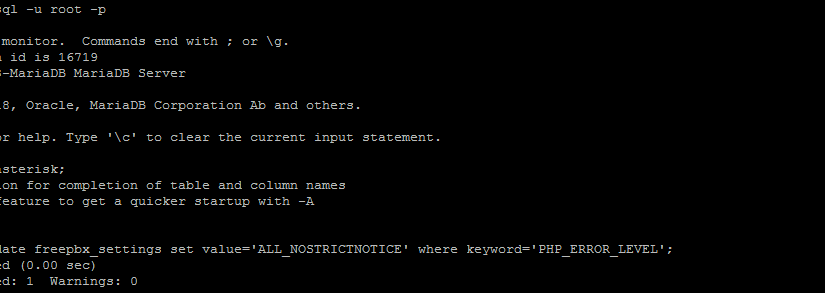 sql -u root -p
monitor.  Commands end with ; or \g.
id is 16719
-MariaDB MariaDB Server
8, Oracle, MariaDB Corporation Ab and others.
or help. Type '\c' to clear the current input statement.
asterisk;
ion for completion of table and column names
feature to get a quicker startup with -A
date freepbx_settings set value='ALL_NOSTRICTNOTICE' where keyword='PHP_ERROR_LEVEL';
ed (0.00 sec)
ed: 1  Warnings: 0